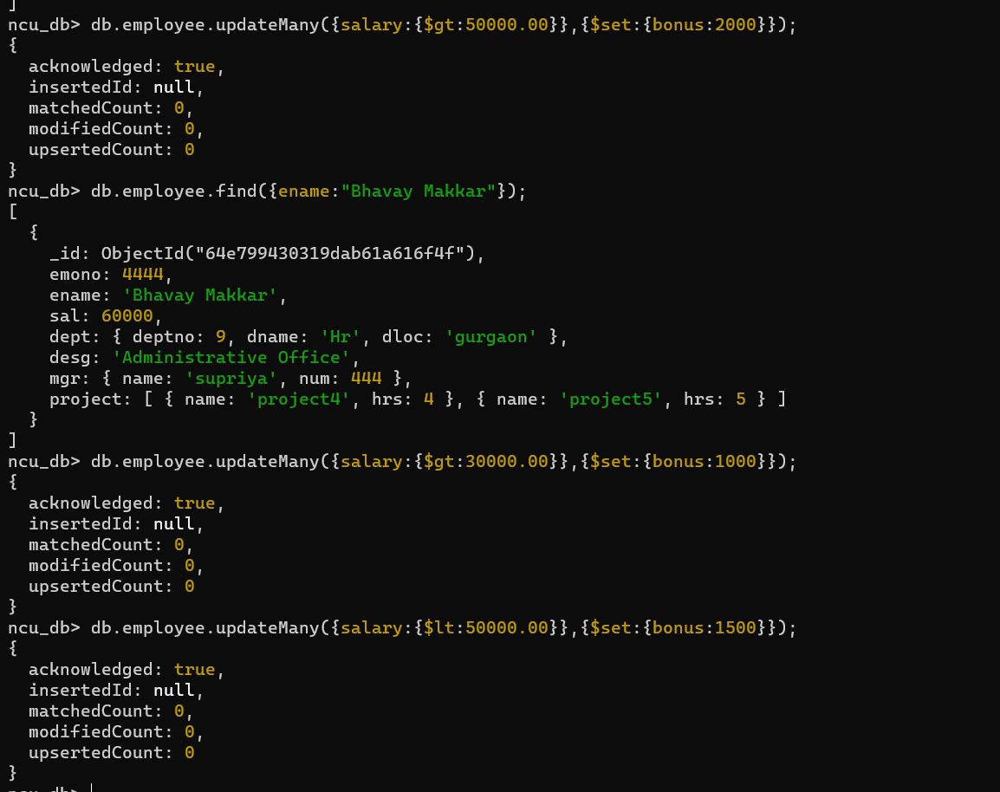 ]
ncu_db> db.employee.updateMany({salary:{$gt:50000.00}},{$set:{bonus:2000}});
{
  acknowledged: true,
  insertedId: null,
  matchedCount: 0,
  modifiedCount: 0,
  upsertedCount: 0
}
ncu_db> db.employee.find({ename:"Bhavay Makkar"});
[
  {
    _id: ObjectId("64e799430319dab61a616f4f"),
    emono: 4444,
    ename: 'Bhavay Makkar',
    sal: 60000,
    dept: { deptno: 9, dname: 'Hr', dloc: 'gurgaon' },
    desg: 'Administrative Office',
    mgr: { name: 'supriya', num: 444 },
    project: [ { name: 'project4', hrs: 4 }, { name: 'project5', hrs: 5 } ]
  }
]
ncu_db> db.employee.updateMany({salary:{$gt:30000.00}},{$set:{bonus:1000}});
{
  acknowledged: true,
  insertedId: null,
  matchedCount: 0,
  modifiedCount: 0,
  upsertedCount: 0
}
ncu_db> db.employee.updateMany({salary:{$lt:50000.00}},{$set:{bonus:1500}});
{
  acknowledged: true,
  insertedId: null,
  matchedCount: 0,
  modifiedCount: 0,
  upsertedCount: 0
}
ncu_db>